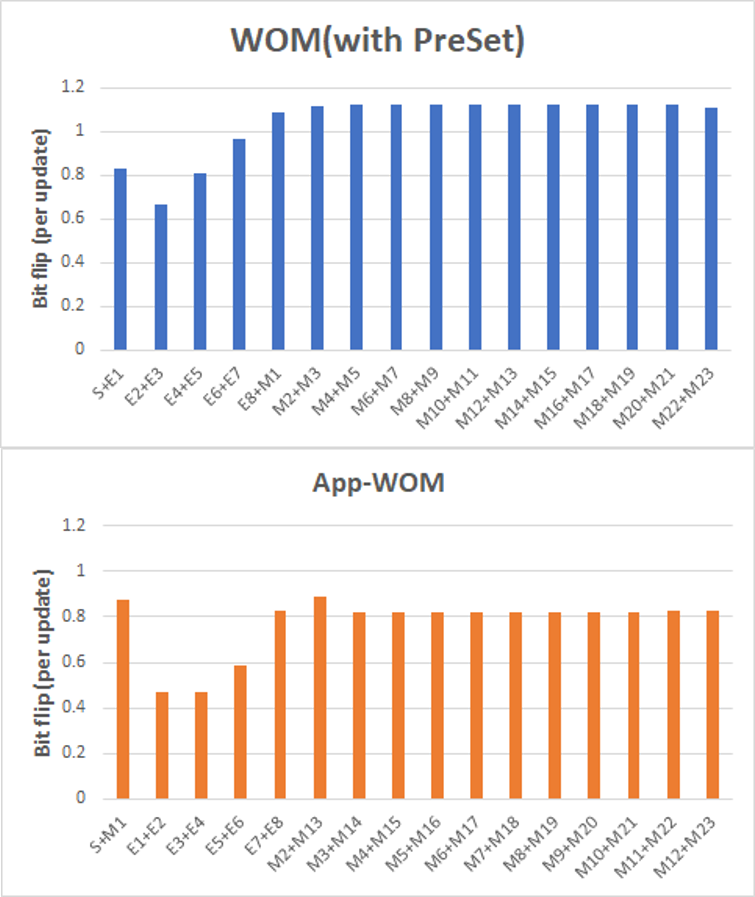 WOM(with PreSet)
Bit flip (per update)
1.2
1
0.8
0.6
0.4
0.2
0
S+E1
E2+E3
E4+E5
E6+E7
E8+M1
M2+M3
M4+M5
M6+M7
M8+M9
M10+M11
M12+M13
M14+M15
M16+M17
M18+M19
M20+M21
M22+M23
App-WOM
Bit flip (per update)
1.2
1
0.8
0.6
0.4
0.2
0
S+M1
E1+E2
E3+E4
E5+E6
E7+E8
M2+M13
M3+M14
M4+M15
M5+M16
M6+M17
M7+M18
M8+M19
M9+M20
M10+M21
M11+M22
M12+M23